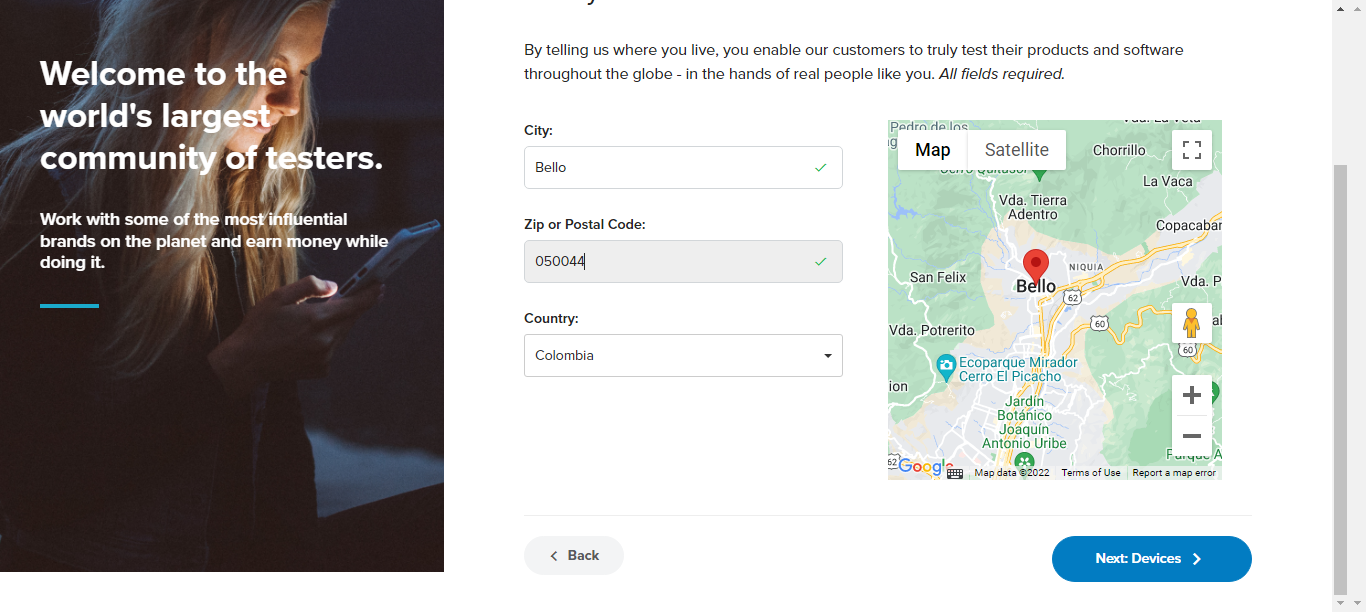 Welcome to the
world's largest
community of testers.
Work with some of the most influential
brands on the planet and earn money while
doing it.
By telling us where you live, you enable our customers to truly test their products and software
throughout the globe - in the hands of real people like you. All fields required.
City:
Bello
Zip or Postal Code:
050044
Country:
Colombia
Pedro de los
Map
Satellite
Chorrillo
La Vaca
Vda. Tierra
Adentro
Copacabar
NIQUIA
San Felix
Bello
62
Vda. P
60
Vda. Potrerito
al
60
Ecoparque Mirador
Cerro El Picacho
ion
Jardín
Botánico
Joaquín
Antonio Uribe
62
Google
Map data ©2022
Terms of Use
Report a map error
Back
Next: Devices